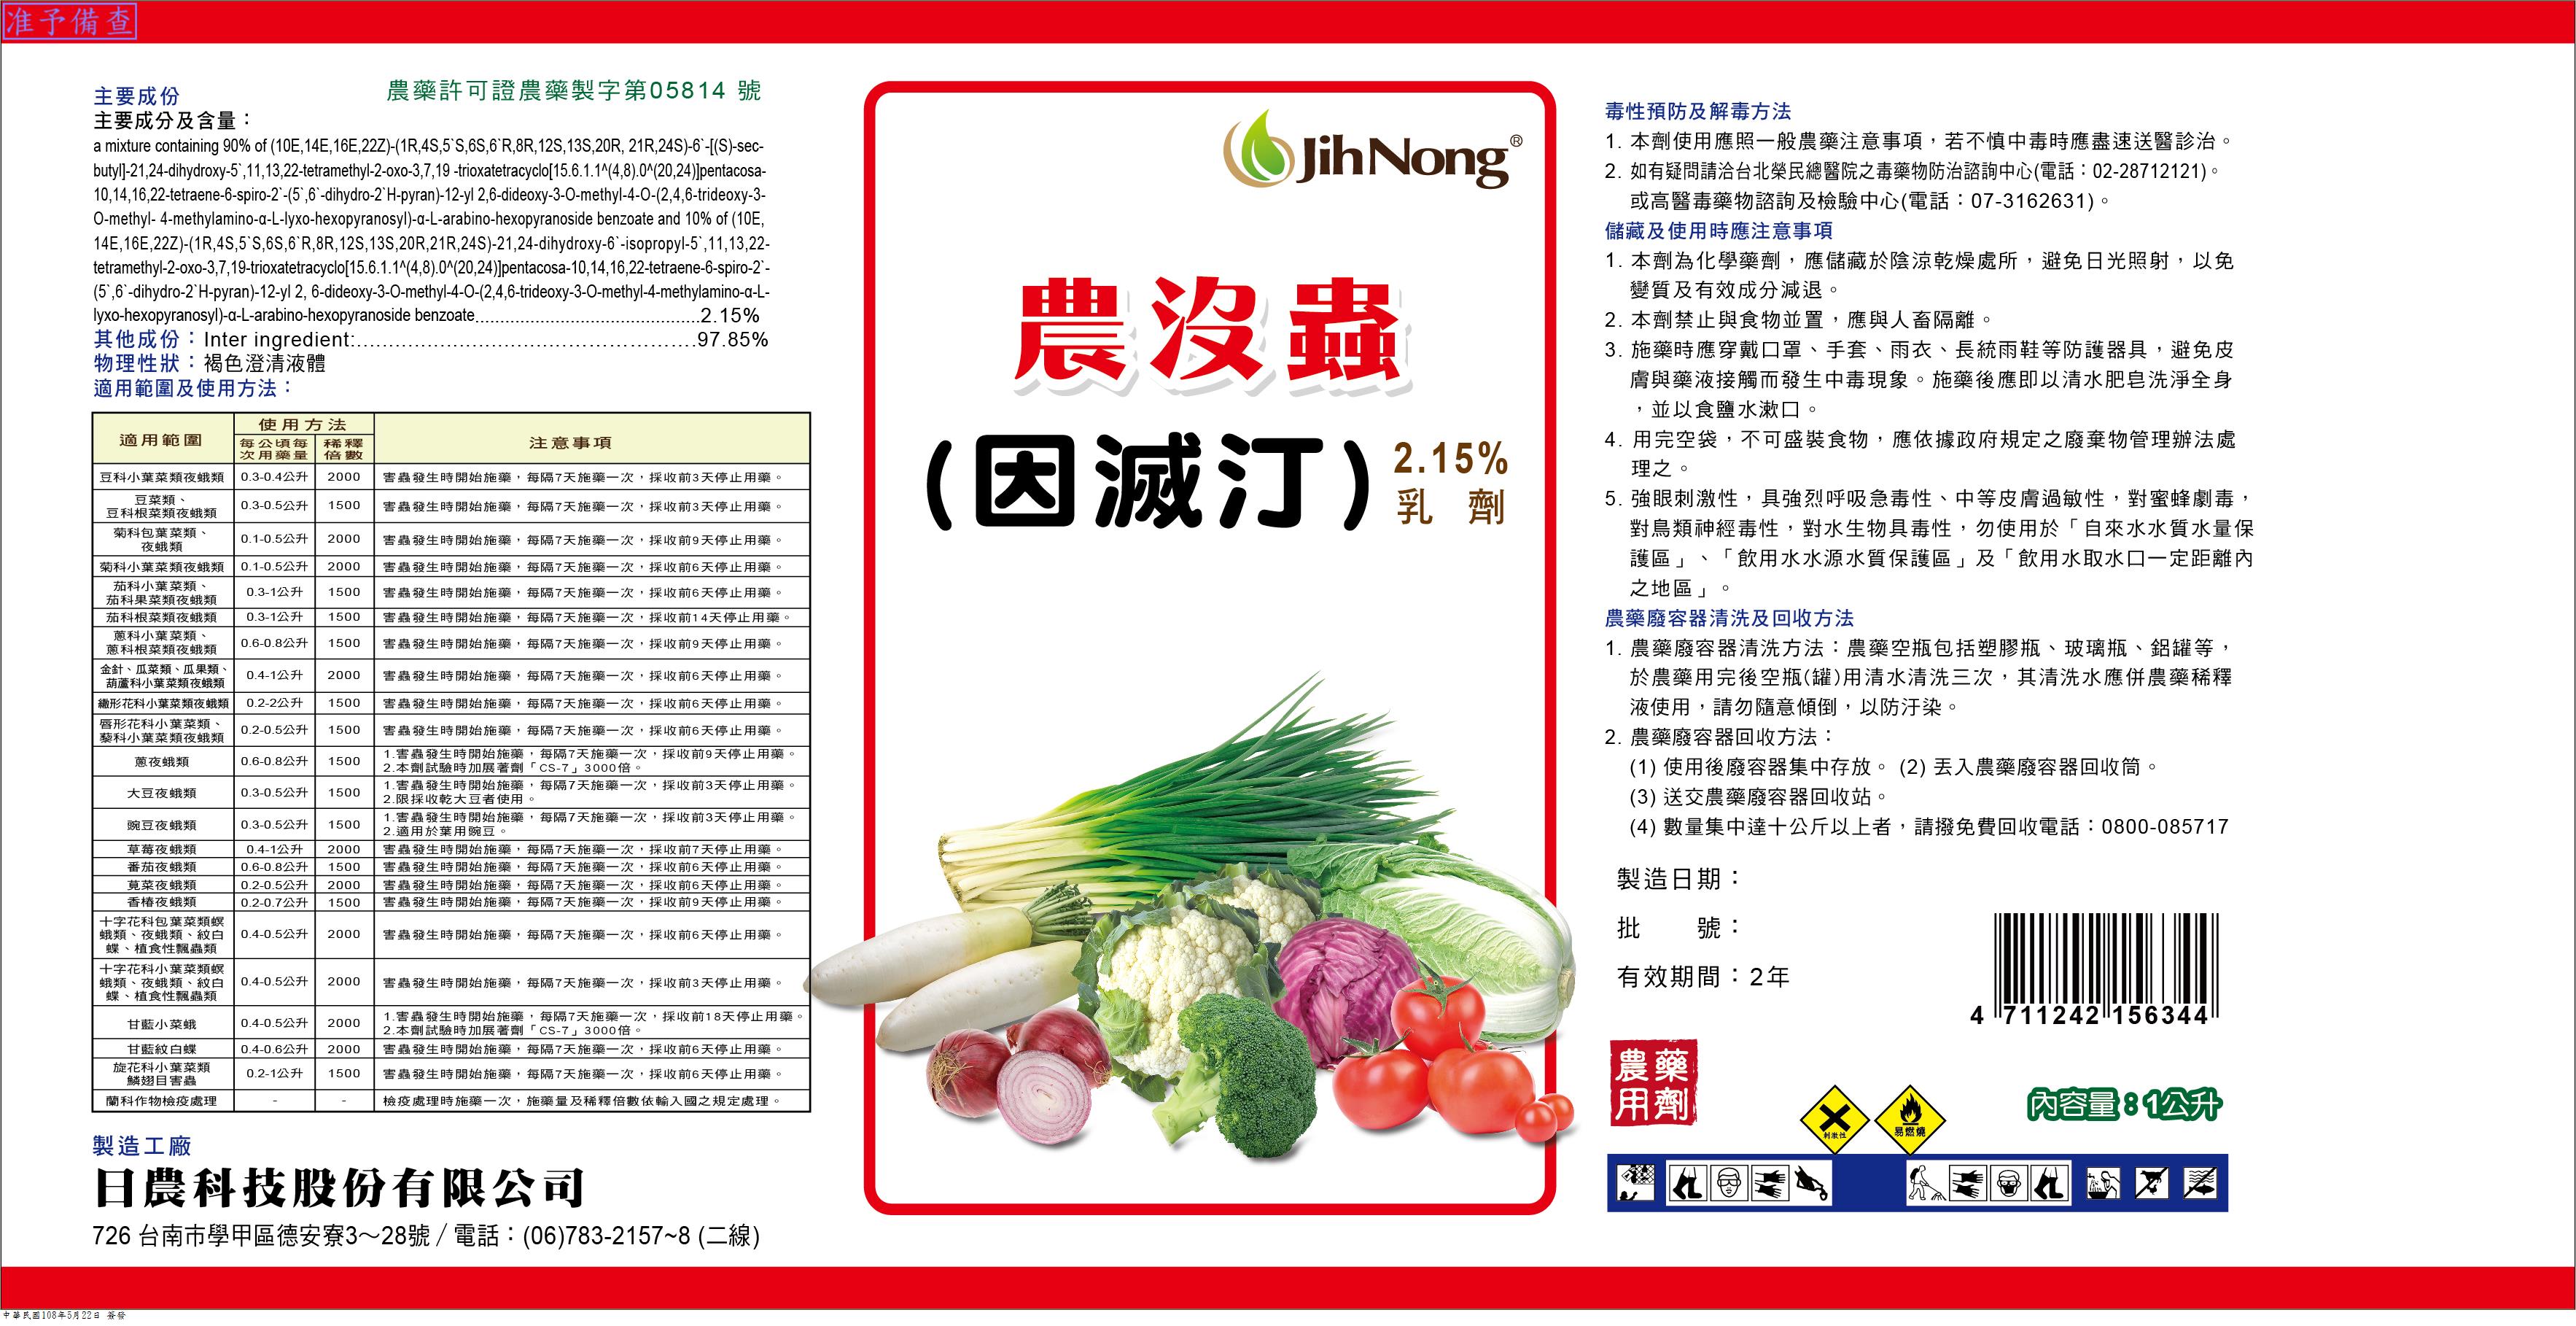 准予備查
主要成份
農藥許可證農藥製字第05814 號
主要成分及含量：
a mixture containing 90% of (10E,14E,16E,22Z)-(1R,4S,5`S,6S,6`R,8R,12S,13S,20R, 21R,24S)-6`-[(S)-sec-
butyl]-21,24-dihydroxy-5`,11,13,22-tetramethyl-2-oxo-3,7,19 -trioxatetracyclo[15.6.1.1^(4,8).0^(20,24)]pentacosa-
10,14,16,22-tetraene-6-spiro-2`-(5`,6`-dihydro-2`H-pyran)-12-yl 2,6-dideoxy-3-O-methyl-4-O-(2,4,6-trideoxy-3-
O-methyl- 4-methylamino-α-L-lyxo-hexopyranosyl)-α-L-arabino-hexopyranoside benzoate and 10% of (10E,
14E,16E,22Z)-(1R,4S,5`S,6S,6`R,8R,12S,13S,20R,21R,24S)-21,24-dihydroxy-6`-isopropyl-5`,11,13,22-
tetramethyl-2-oxo-3,7,19-trioxatetracyclo[15.6.1.1^(4,8).0^(20,24)]pentacosa-10,14,16,22-tetraene-6-spiro-2`-
(5`,6`-dihydro-2`H-pyran)-12-yl 2, 6-dideoxy-3-O-methyl-4-O-(2,4,6-trideoxy-3-O-methyl-4-methylamino-α-L-
lyxo-hexopyranosyl)-α-L-arabino-hexopyranoside benzoate.............................................2.15%
其他成份：Inter ingredient:..................................................97.85%
物理性狀：褐色澄清液體
適用範圍及使用方法：
適用範圍 使用方法 注意事項
每公頃每次用藥量 稀釋倍數
豆科小葉菜類夜蛾類 0.3-0.4公升 2000 害蟲發生時開始施藥，每隔7天施藥一次，採收前3天停止用藥。
豆菜類、
豆科根菜類夜蛾類 0.3-0.5公升 1500 害蟲發生時開始施藥，每隔7天施藥一次，採收前3天停止用藥。
菊科包葉菜類、
夜蛾類 0.1-0.5公升 2000 害蟲發生時開始施藥，每隔7天施藥一次，採收前9天停止用藥。
菊科小葉菜類夜蛾類 0.1-0.5公升 2000 害蟲發生時開始施藥，每隔7天施藥一次，採收前6天停止用藥。
茄科小葉菜類、
茄科果菜類夜蛾類 0.3-1公升 1500 害蟲發生時開始施藥，每隔7天施藥一次，採收前6天停止用藥。
茄科根菜類夜蛾類 0.3-1公升 1500 害蟲發生時開始施藥，每隔7天施藥一次，採收前14天停止用藥。
蔥科小葉菜類、
蔥科根菜類夜蛾類 0.6-0.8公升 1500 害蟲發生時開始施藥，每隔7天施藥一次，採收前9天停止用藥。
金針、瓜菜類、瓜果類、
葫蘆科小葉菜類夜蛾類 0.4-1公升 2000 害蟲發生時開始施藥，每隔7天施藥一次，採收前6天停止用藥。
繖形花科小葉菜類夜蛾類 0.2-2公升 1500 害蟲發生時開始施藥，每隔7天施藥一次，採收前6天停止用藥。
唇形花科小葉菜類、
藜科小葉菜類夜蛾類 0.2-0.5公升 1500 害蟲發生時開始施藥，每隔7天施藥一次，採收前6天停止用藥。
蔥夜蛾類 0.6-0.8公升 1500 1.害蟲發生時開始施藥，每隔7天施藥一次，採收前9天停止用藥。
2.本劑試驗時加展著劑「CS-7」3000倍。
大豆夜蛾類 0.3-0.5公升 1500 1.害蟲發生時開始施藥，每隔7天施藥一次，採收前3天停止用藥。
2.限採收乾大豆者使用。
豌豆夜蛾類 0.3-0.5公升 1500 1.害蟲發生時開始施藥，每隔7天施藥一次，採收前3天停止用藥。
2.適用於葉用豌豆。
草莓夜蛾類 0.4-1公升 2000 害蟲發生時開始施藥，每隔7天施藥一次，採收前7天停止用藥。
番茄夜蛾類 0.6-0.8公升 1500 害蟲發生時開始施藥，每隔7天施藥一次，採收前6天停止用藥。
莧菜夜蛾類 0.2-0.5公升 2000 害蟲發生時開始施藥，每隔7天施藥一次，採收前6天停止用藥。
香椿夜蛾類 0.2-0.7公升 1500 害蟲發生時開始施藥，每隔7天施藥一次，採收前9天停止用藥。
十字花科包葉菜類螟
蛾類、夜蛾類、紋白
蝶、植食性瓢蟲類 0.4-0.5公升 2000 害蟲發生時開始施藥，每隔7天施藥一次，採收前6天停止用藥。
十字花科小葉菜類螟
蛾類、夜蛾類、紋白
蝶、植食性瓢蟲類 0.4-0.5公升 2000 害蟲發生時開始施藥，每隔7天施藥一次，採收前3天停止用藥。
甘藍小菜蛾 0.4-0.5公升 2000 1.害蟲發生時開始施藥，每隔7天施藥一次，採收前18天停止用藥。
2.本劑試驗時加展著劑「CS-7」3000倍。
甘藍紋白蝶 0.4-0.6公升 2000 害蟲發生時開始施藥，每隔7天施藥一次，採收前6天停止用藥。
旋花科小葉菜類
鱗翅目害蟲 0.2-1公升 1500 害蟲發生時開始施藥，每隔7天施藥一次，採收前6天停止用藥。
蘭科作物檢疫處理 - - 檢疫處理時施藥一次，施藥量及稀釋倍數依輸入國之規定處理。
製造工廠
日農科技股份有限公司
726 台南市學甲區德安寮3～28號／電話：(06)783-2157~8 (二線)
Jih Nong®
農沒蟲
(因滅汀) 2.15%
乳 劑
毒性預防及解毒方法
1. 本劑使用應照一般農藥注意事項，若不慎中毒時應盡速送醫診治。
2. 如有疑問請洽台北榮民總醫院之毒藥物防治諮詢中心(電話：02-28712121)。
或高醫毒藥物諮詢及檢驗中心(電話：07-3162631)。
儲藏及使用時應注意事項
1. 本劑為化學藥劑，應儲藏於陰涼乾燥處所，避免日光照射，以免
變質及有效成分減退。
2. 本劑禁止與食物並置，應與人畜隔離。
3. 施藥時應穿戴口罩、手套、雨衣、長統雨鞋等防護器具，避免皮
膚與藥液接觸而發生中毒現象。施藥後應即以清水肥皂洗淨全身
，並以食鹽水漱口。
4. 用完空袋，不可盛裝食物，應依據政府規定之廢棄物管理辦法處
理之。
5. 強眼刺激性，具強烈呼吸急毒性、中等皮膚過敏性，對蜜蜂劇毒，
對鳥類神經毒性，對水生物具毒性，勿使用於「自來水水質水量保
護區」、「飲用水水源水質保護區」及「飲用水取水口一定距離內
之地區」。
農藥廢容器清洗及回收方法
1. 農藥廢容器清洗方法：農藥空瓶包括塑膠瓶、玻璃瓶、鋁罐等，
於農藥用完後空瓶(罐)用清水清洗三次，其清洗水應併農藥稀釋
液使用，請勿隨意傾倒，以防汙染。
2. 農藥廢容器回收方法：
(1) 使用後廢容器集中存放。 (2) 丟入農藥廢容器回收筒。
(3) 送交農藥廢容器回收站。
(4) 數量集中達十公斤以上者，請撥免費回收電話：0800-085717
製造日期：
批 號：
有效期間：2年
4 711242 156344
農藥
用劑
刺激性
易燃燒
內容量：1公升
中華民國108年5月22日 簽發